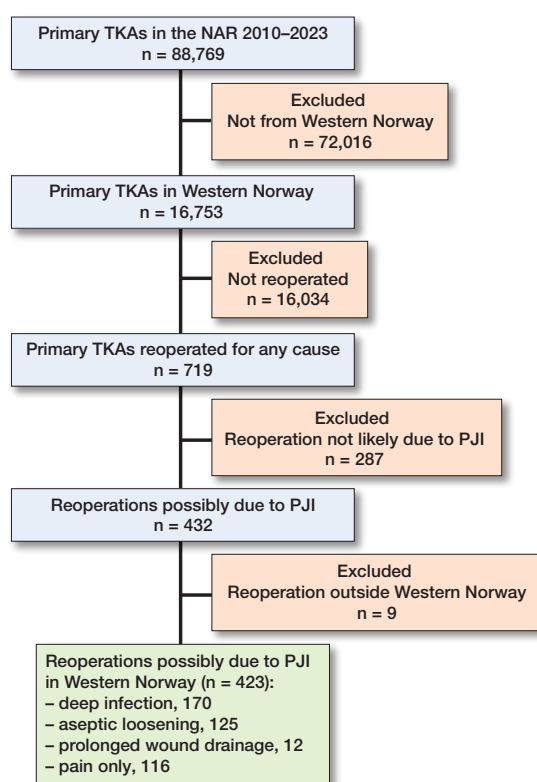 Primary TKAs in the NAR 2010–2023
n = 88,769
Excluded
Not from Western Norway
n = 72,016
Primary TKAs in Western Norway
n = 16,753
Excluded
Not reoperated
n = 16,034
Primary TKAs reoperated for any cause
n = 719
Excluded
Reoperation not likely due to PJI
n = 287
Reoperations possibly due to PJI
n = 432
Excluded
Reoperation outside Western Norway
n = 9
Reoperations possibly due to PJI
in Western Norway (n = 423):
– deep infection, 170
– aseptic loosening, 125
– prolonged wound drainage, 12
– pain only, 116